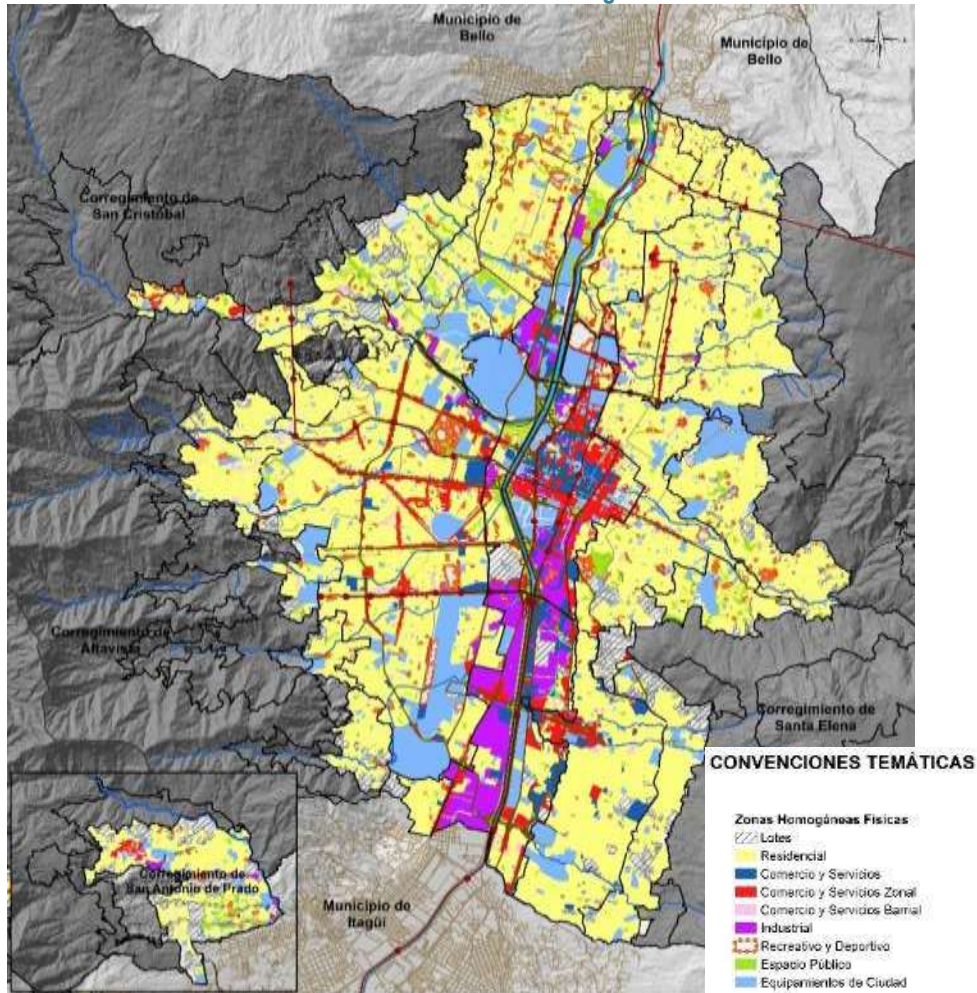 Municipio de
Bello
Municipio de
Bello
Corregimiento de
San Cristóbal
Corregimiento de
Altavista
Corregimiento de
Santa Elena
Corregimiento de
San Antonio de Prado
Municipio de
Itagüí
CONVENCIONES TEMÁTICAS
Zonas Homogéneas Físicas
Lotes
Residencial
Comercio y Servicios
Comercio y Servicios Zonal
Comercio y Servicios Barrial
Industrial
Recreativo y Deportivo
Espacio Público
Equipamientos de Ciudad